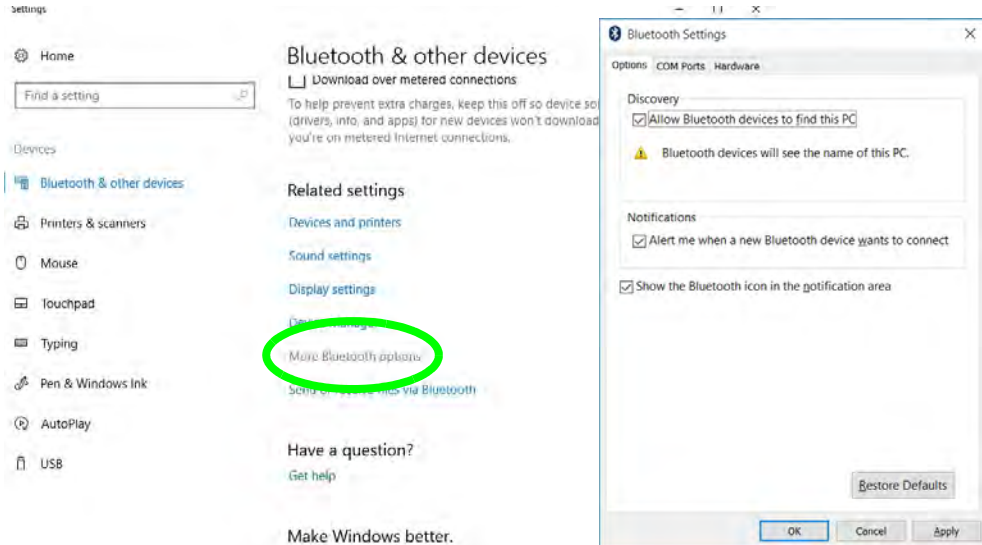 Settings
Home
Find a setting
Devices
Bluetooth & other devices
Printers & scanners
Mouse
Touchpad
Typing
Pen & Windows Ink
AutoPlay
USB
Bluetooth & other devices
Download over metered connections
To help prevent extra charges, keep this off so device so
(drivers, info, and apps) for new devices won't download
you're on metered Internet connections.
Related settings
Devices and printers
Sound settings
Display settings
More Bluetooth options
Send or receive files via Bluetooth
Have a question?
Get help
Make Windows better.
Bluetooth Settings
Options COM Ports Hardware
Discovery
Allow Bluetooth devices to find this PC
Bluetooth devices will see the name of this PC.
Notifications
Alert me when a new Bluetooth device wants to connect
Show the Bluetooth icon in the notification area
Restore Defaults
OK Cancel Apply